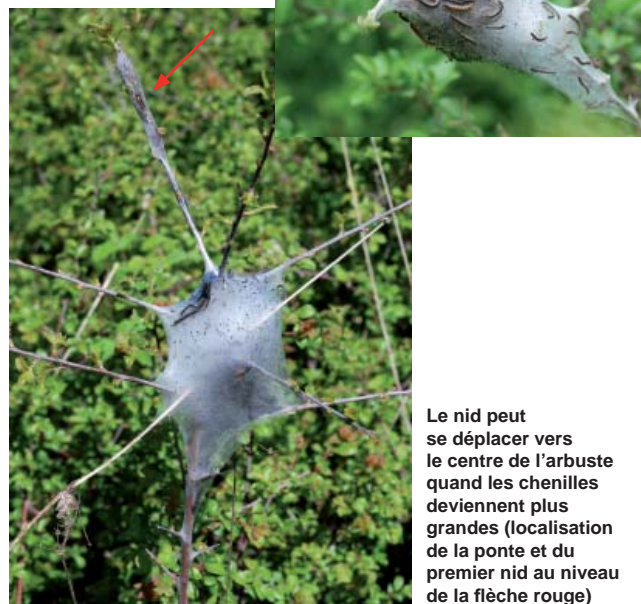 Le nid peut
se déplacer vers
le centre de l'arbuste
quand les chenilles
deviennent plus
grandes (localisation
de la ponte et du
premier nid au niveau
de la flèche rouge)